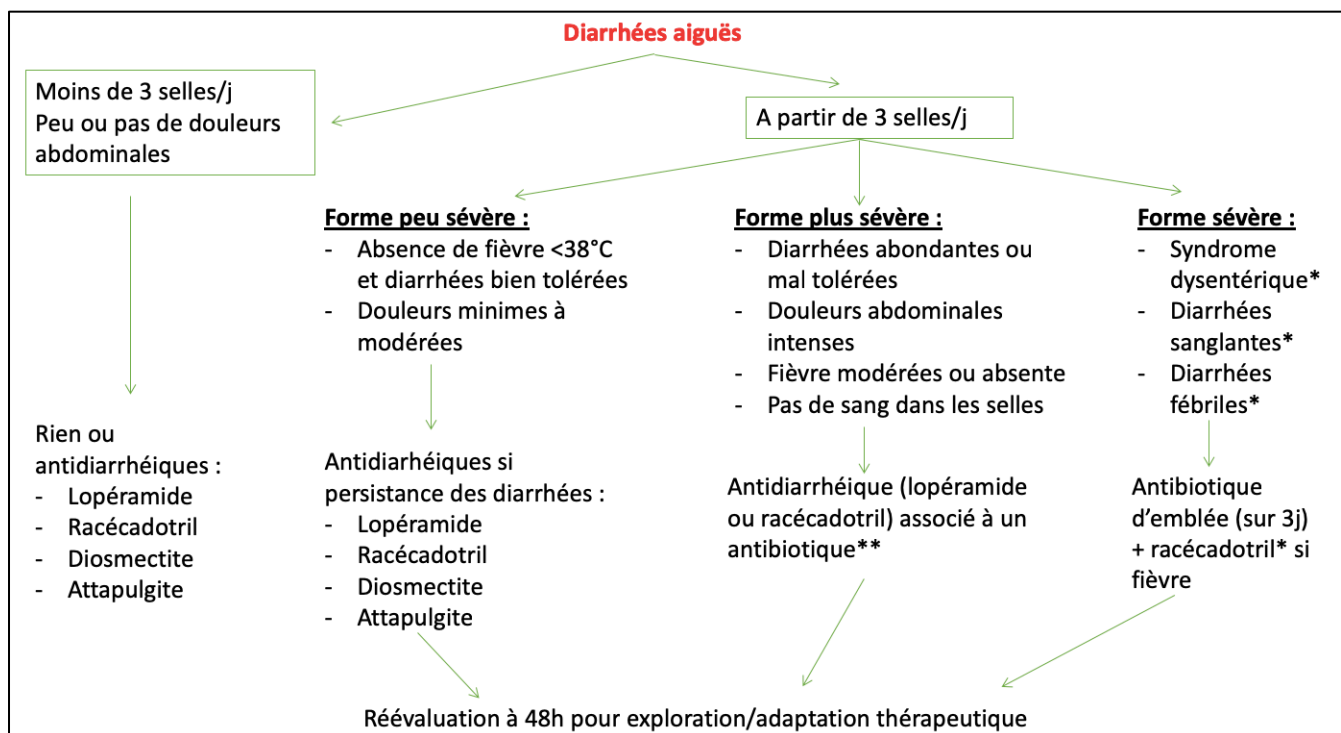 Diarrhées aiguës
Moins de 3 selles/j
Peu ou pas de douleurs
abdominales
A partir de 3 selles/j
Rien ou
antidiarrhéiques :
- Lopéramide
- Racécadotril
- Diosmectite
- Attapulgite
Forme peu sévère :
- Absence de fièvre <38°C
et diarrhées bien tolérées
- Douleurs minimes à
modérées
Antidiarhéiques si
persistance des diarrhées :
- Lopéramide
- Racécadotril
- Diosmectite
- Attapulgite
Forme plus sévère :
- Diarrhées abondantes ou
mal tolérées
- Douleurs abdominales
intenses
- Fièvre modérées ou absente
- Pas de sang dans les selles
Antidiarrhéique (lopéramide
ou racécadotril) associé à un
antibiotique**
Forme sévère :
- Syndrome
dysentérique*
- Diarrhées
sanglantes*
- Diarrhées
fébriles*
Antibiotique
d'emblée (sur 3j)
+ racécadotril* si
fièvre
Réévaluation à 48h pour exploration/adaptation thérapeutique